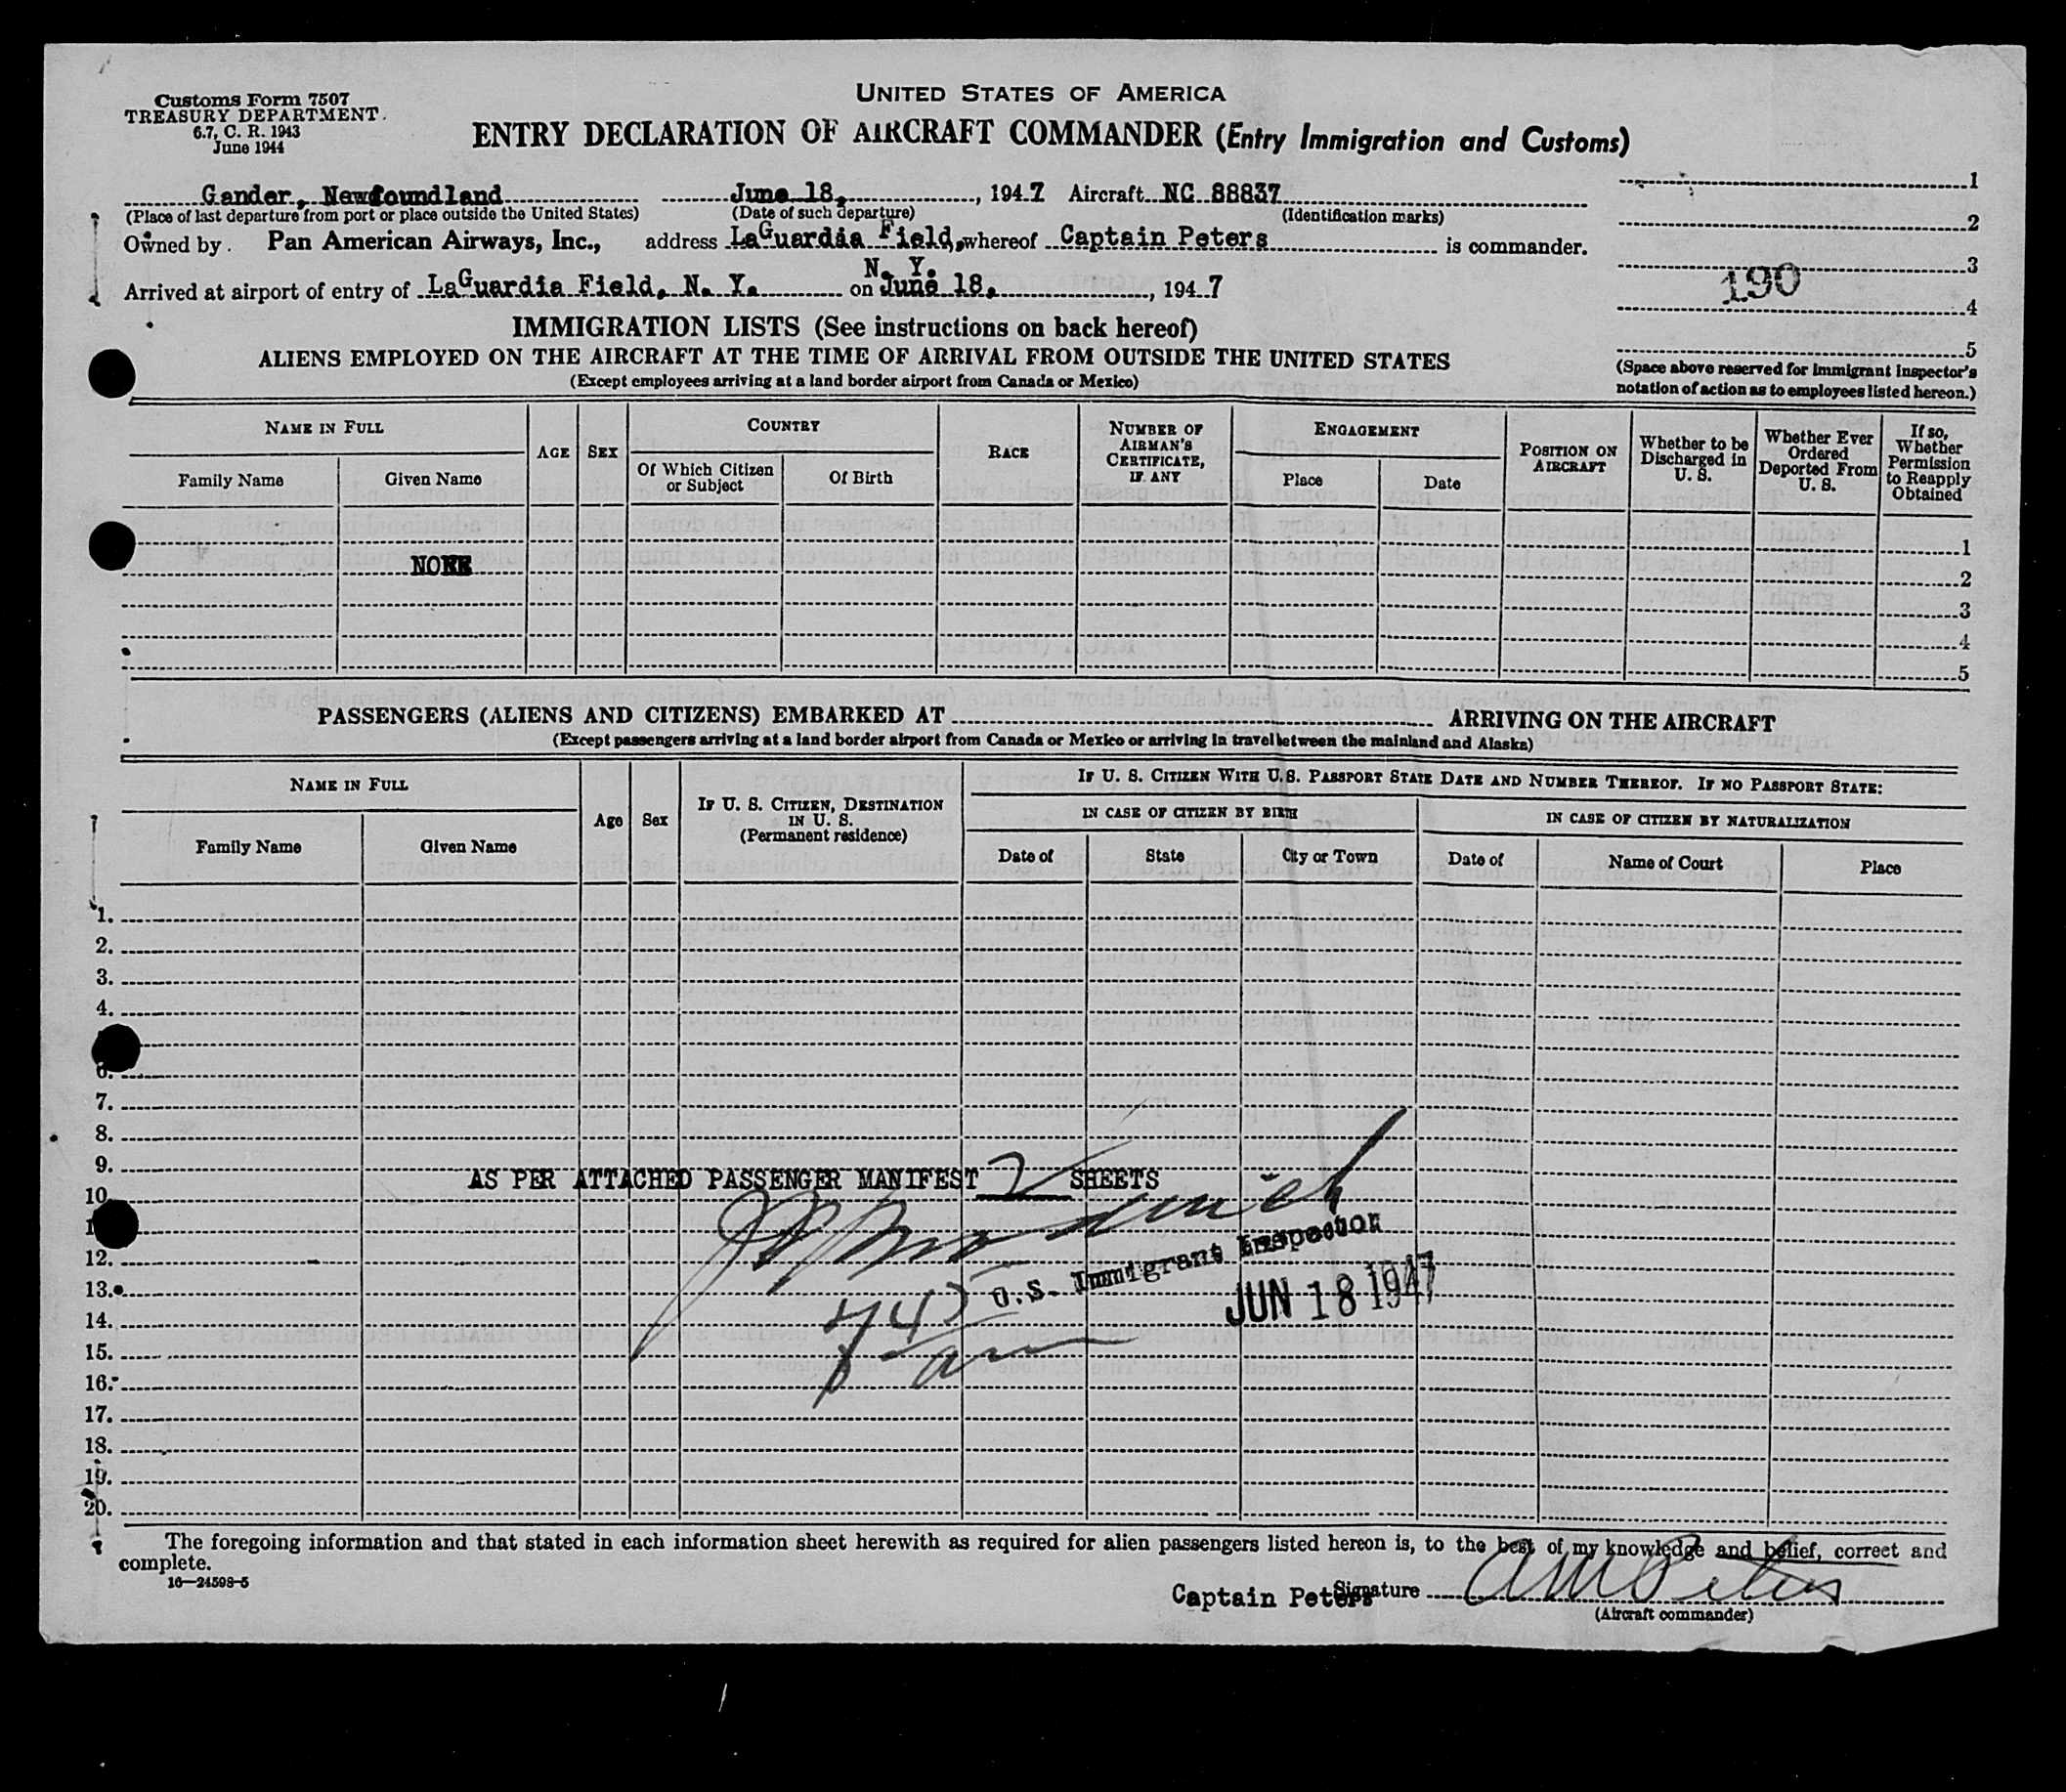 Customs Form 7507
TREASURY DEPARTMENT.
6.7, C. R. 1943
June 1944
UNITED STATES OF AMERICA
ENTRY DECLARATION OF AIRCRAFT COMMANDER (Entry Immigration and Customs)
Gander, Newfoundland June 18, , 1947 Aircraft NC 88837
(Place of last departure from port or place outside the United States) (Date of such departure) (Identification marks)
Owned by Pan American Airways, Inc., address LaGuardia Field, whereof Captain Peters is commander.
N. Y.
Arrived at airport of entry of LaGuardia Field, N. Y. on June 18, , 1947
1
2
3
190
4
5
(Space above reserved for Immigrant Inspector's
notation of action as to employees listed hereon.)
IMMIGRATION LISTS (See instructions on back hereof)
ALIENS EMPLOYED ON THE AIRCRAFT AT THE TIME OF ARRIVAL FROM OUTSIDE THE UNITED STATES
(Except employees arriving at a land border airport from Canada or Mexico)
NAME IN FULL
Family Name Given Name
AGE SEX
COUNTRY
Of Which Citizen or Subject
Of Birth
RACE
NUMBER OF AIRMAN'S CERTIFICATE, IF ANY
ENGAGEMENT
Place Date
POSITION ON AIRCRAFT
Whether to be Discharged in U. S.
Whether Ever Ordered Deported From U. S.
If so, Whether Permission to Reapply Obtained
1
NONE
2
3
4
5
PASSENGERS (ALIENS AND CITIZENS) EMBARKED AT ARRIVING ON THE AIRCRAFT
(Except passengers arriving at a land border airport from Canada or Mexico or arriving in travel between the mainland and Alaska)
NAME IN FULL
Family Name Given Name
Age Sex
IF U. S. CITIZEN, DESTINATION IN U. S.
(Permanent residence)
IF U. S. CITIZEN WITH U.S. PASSPORT STATE DATE AND NUMBER THEREOF. IF NO PASSPORT STATE:
IN CASE OF CITIZEN BY BIRTH
Date of State City or Town
IN CASE OF CITIZEN BY NATURALIZATION
Date of Name of Court Place
1.
2.
3.
4.
6.
7.
8.
9.
AS PER ATTACHED PASSENGER MANIFEST 2 SHEETS
10
12.
U.S. Immigrant Inspector
13.
JUN 18 1947
14.
15.
16.
17.
18.
19.
20.
The foregoing information and that stated in each information sheet herewith as required for alien passengers listed hereon is, to the best of my knowledge and belief, correct and
complete.
16—24598-5
Captain Peters Signature AM Peters
(Aircraft commander)